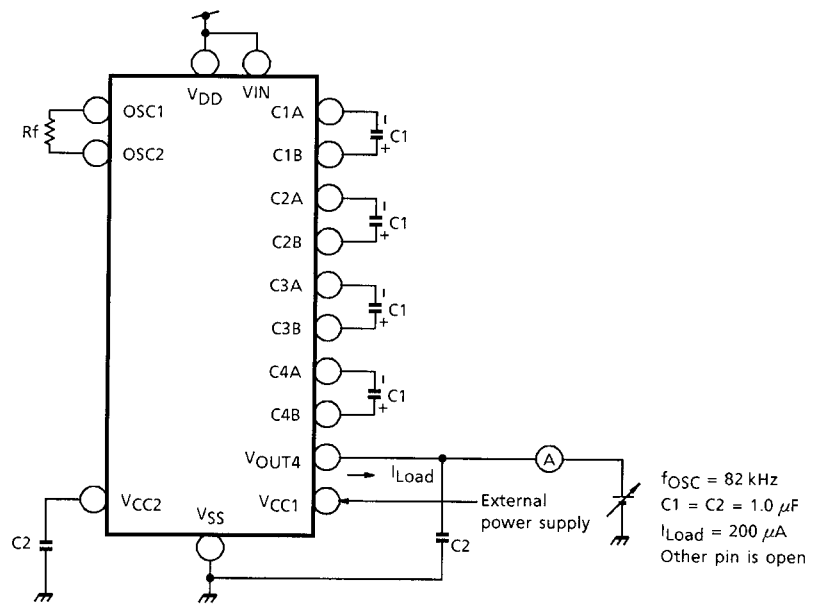 VDD VIN
OSC1
OSC2
Rf
C1A
C1B
C1
+
C2A
C2B
C1
+
C3A
C3B
C1
+
C4A
C4B
C1
+
VOUT4
ILoad
A
VCC1
External
power supply
VCC2
VSS
C2
C2
fOSC = 82 kHz
C1 = C2 = 1.0 μF
ILoad = 200 μA
Other pin is open